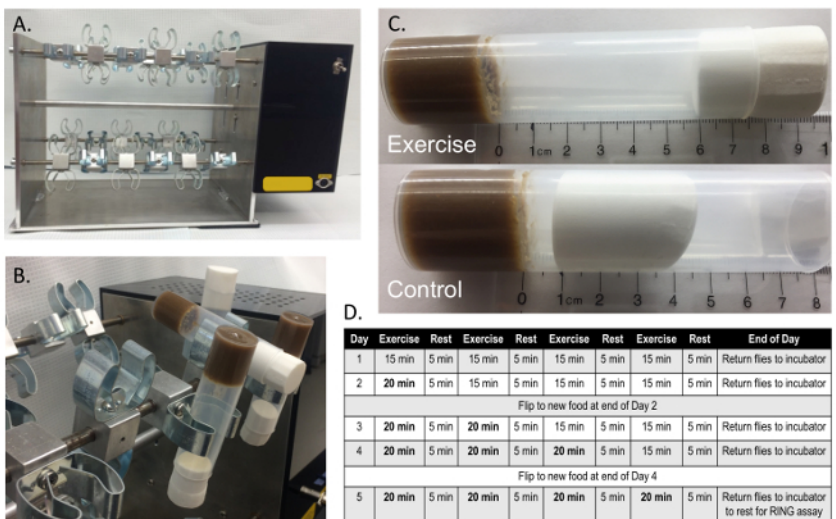 A.
B.
C.
Exercise
0 1cm 2 3 4 5 6 7 8 9 1
Control
0 1cm 2 3 4 5 6 7 8
D.
Day Exercise Rest Exercise Rest Exercise Rest Exercise Rest End of Day
1 15 min 5 min 15 min 5 min 15 min 5 min 15 min 5 min Return flies to incubator
2 20 min 5 min 15 min 5 min 15 min 5 min 15 min 5 min Return flies to incubator
Flip to new food at end of Day 2
3 20 min 5 min 20 min 5 min 15 min 5 min 15 min 5 min Return flies to incubator
4 20 min 5 min 20 min 5 min 20 min 5 min 15 min 5 min Return flies to incubator
Flip to new food at end of Day 4
5 20 min 5 min 20 min 5 min 20 min 5 min 20 min 5 min Return flies to incubator
to rest for RING assay